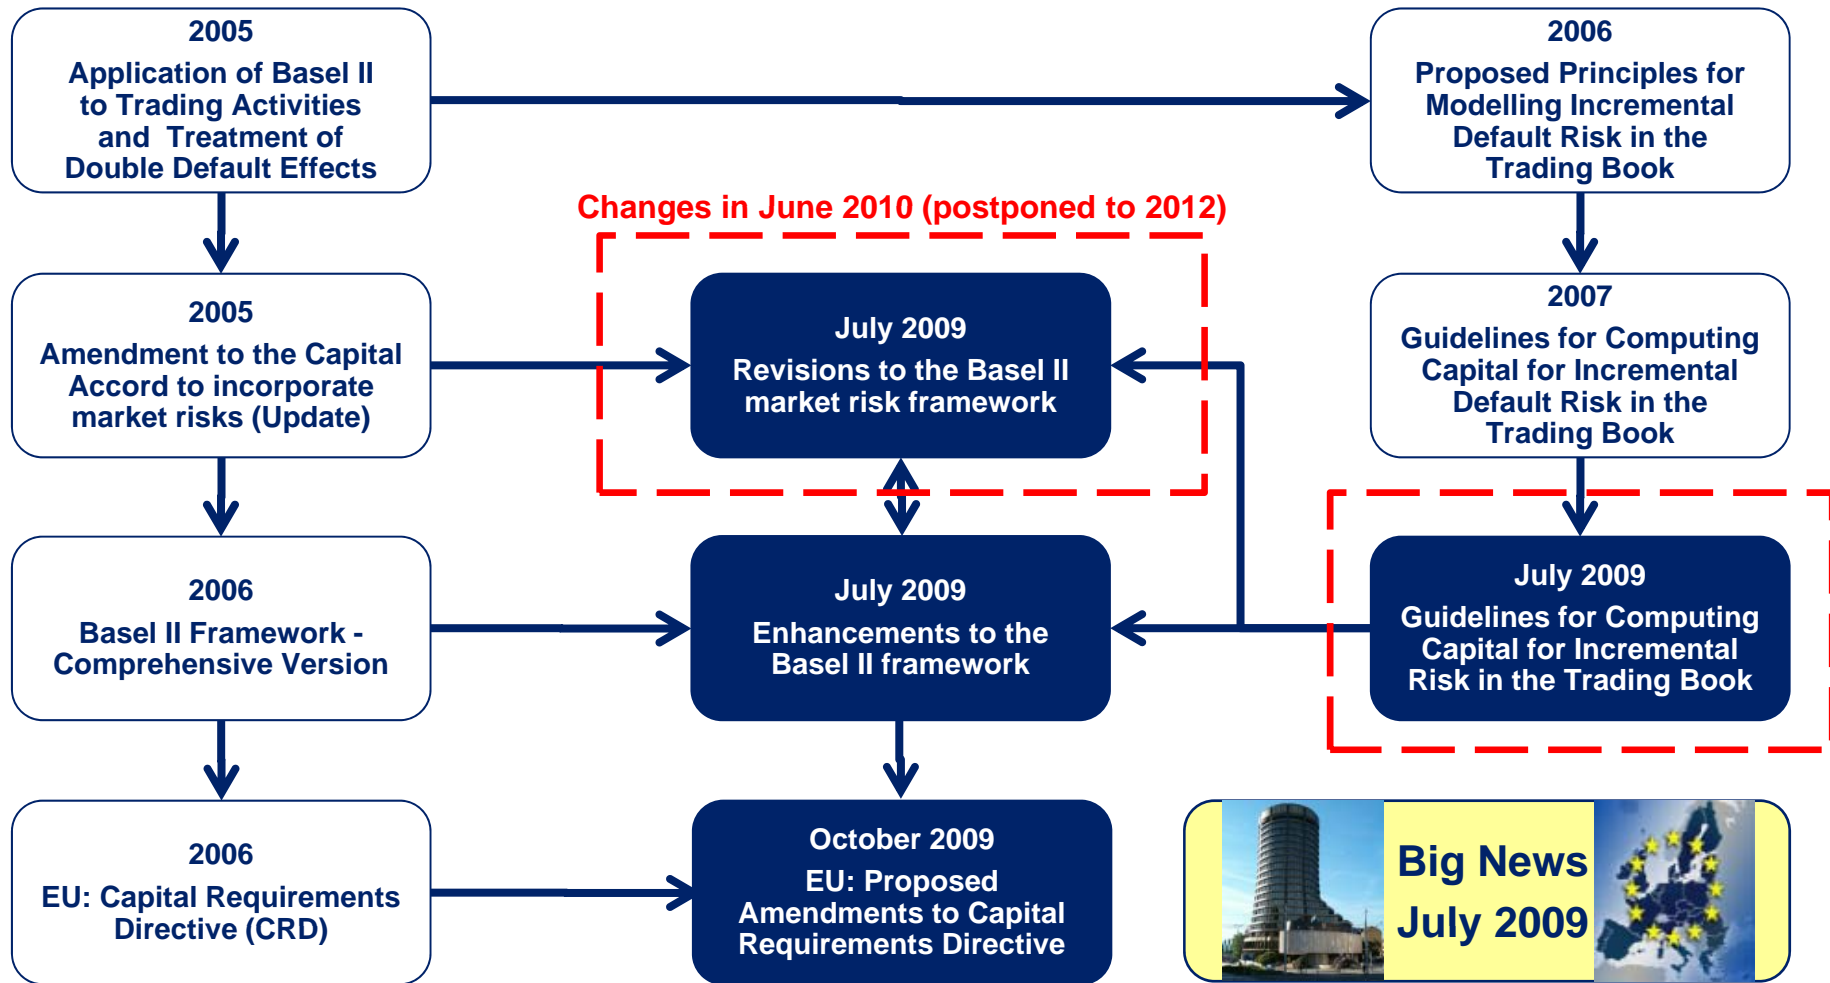 2005
Application of Basel II
to Trading Activities
and Treatment of
Double Default Effects
2006
Proposed Principles for
Modelling Incremental
Default Risk in the
Trading Book
Changes in June 2010 (postponed to 2012)
2005
Amendment to the Capital
Accord to incorporate
market risks (Update)
July 2009
Revisions to the Basel II
market risk framework
2007
Guidelines for Computing
Capital for Incremental
Default Risk in the
Trading Book
2006
Basel II Framework -
Comprehensive Version
July 2009
Enhancements to the
Basel II framework
July 2009
Guidelines for Computing
Capital for Incremental
Risk in the Trading Book
2006
EU: Capital Requirements
Directive (CRD)
October 2009
EU: Proposed
Amendments to Capital
Requirements Directive
Big News
July 2009